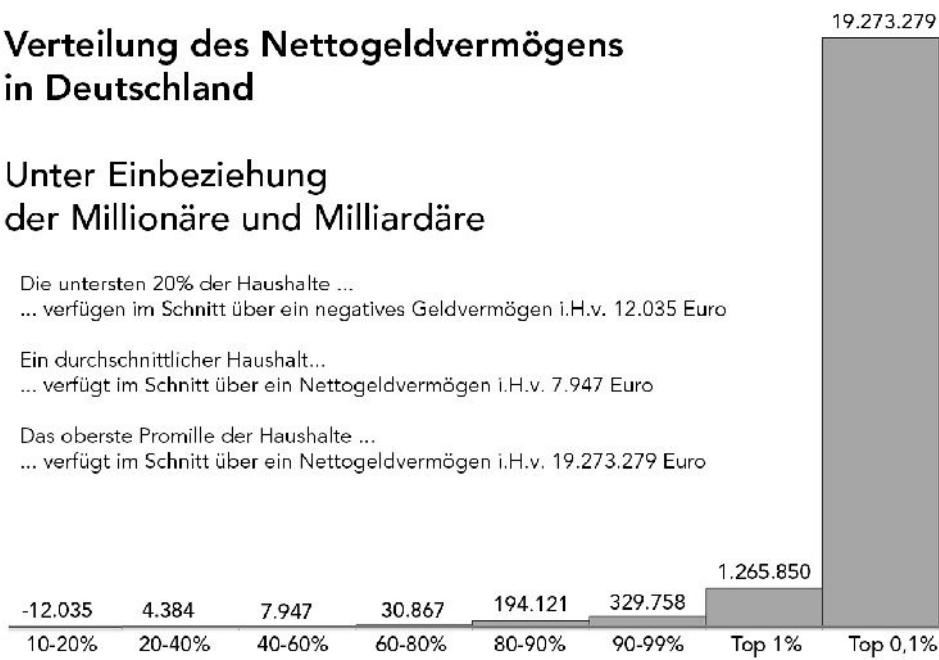 19.273.279
Verteilung des Nettogeldvermögens
in Deutschland
Unter Einbeziehung
der Millionäre und Milliardäre
Die untersten 20% der Haushalte ...
... verfügen im Schnitt über ein negatives Geldvermögen i.H.v. 12.035 Euro
Ein durchschnittlicher Haushalt...
... verfügt im Schnitt über ein Nettogeldvermögen i.H.v. 7.947 Euro
Das oberste Promille der Haushalte ...
... verfügt im Schnitt über ein Nettogeldvermögen i.H.v. 19.273.279 Euro
-12.035 4.384 7.947 30.867 194.121 329.758 1.265.850
10-20% 20-40% 40-60% 60-80% 80-90% 90-99% Top 1% Top 0,1%